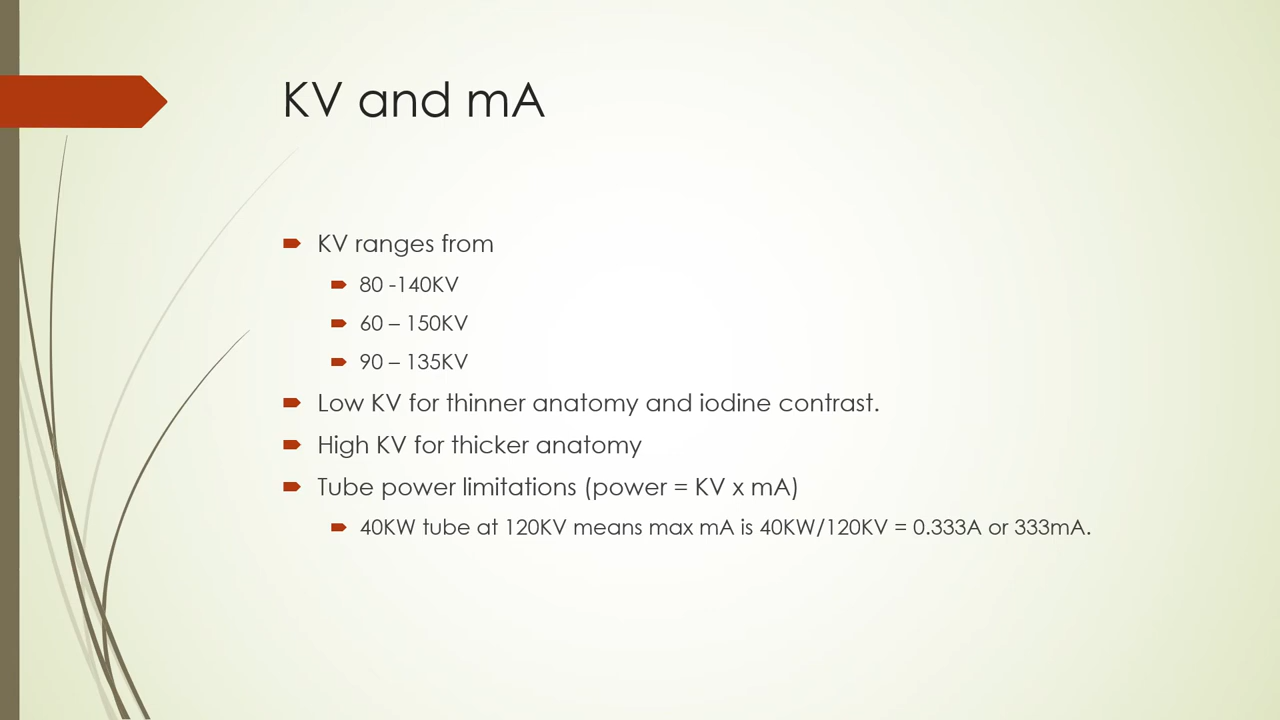 KV and mA
KV ranges from
80 -140KV
60 – 150KV
90 – 135KV
Low KV for thinner anatomy and iodine contrast.
High KV for thicker anatomy
Tube power limitations (power = KV x mA)
40KW tube at 120KV means max mA is 40KW/120KV = 0.333A or 333mA.